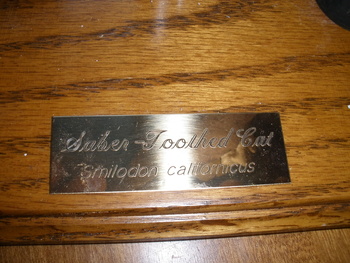 Saber-Toothed Cat
Smilodon californicus